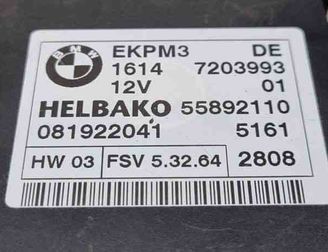 BMW EKPM3 DE
1614 7203993
12V 01
HELBAKO 55892110
081922041 5161
HW 03 FSV 5.32.64 2808